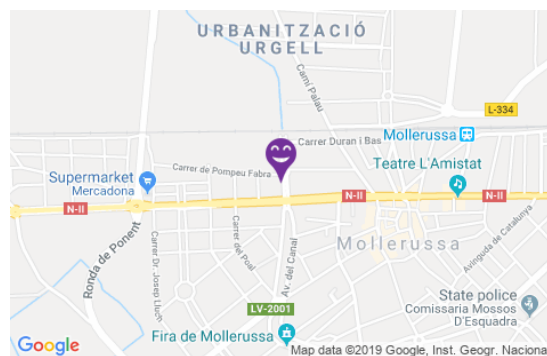 URBANITZACIÓ
URGELL
Camí Palau
L-334
Carrer Duran i Bas
Mollerussa
Teatre L'Amistat
Carrer de Pompeu Fabra
Supermarket
Mercadona
N-II
N-II
N-II
Ronda de Ponent
Carrer Dr. Josep Lluch
Carrer del Poal
Av. del Canal
Mollerussa
Avinguda de Catalunya
LV-2001
State police
Comissaria Mossos
D'Esquadra
Fira de Mollerussa
Google
Map data ©2019 Google, Inst. Geogr. Naciona